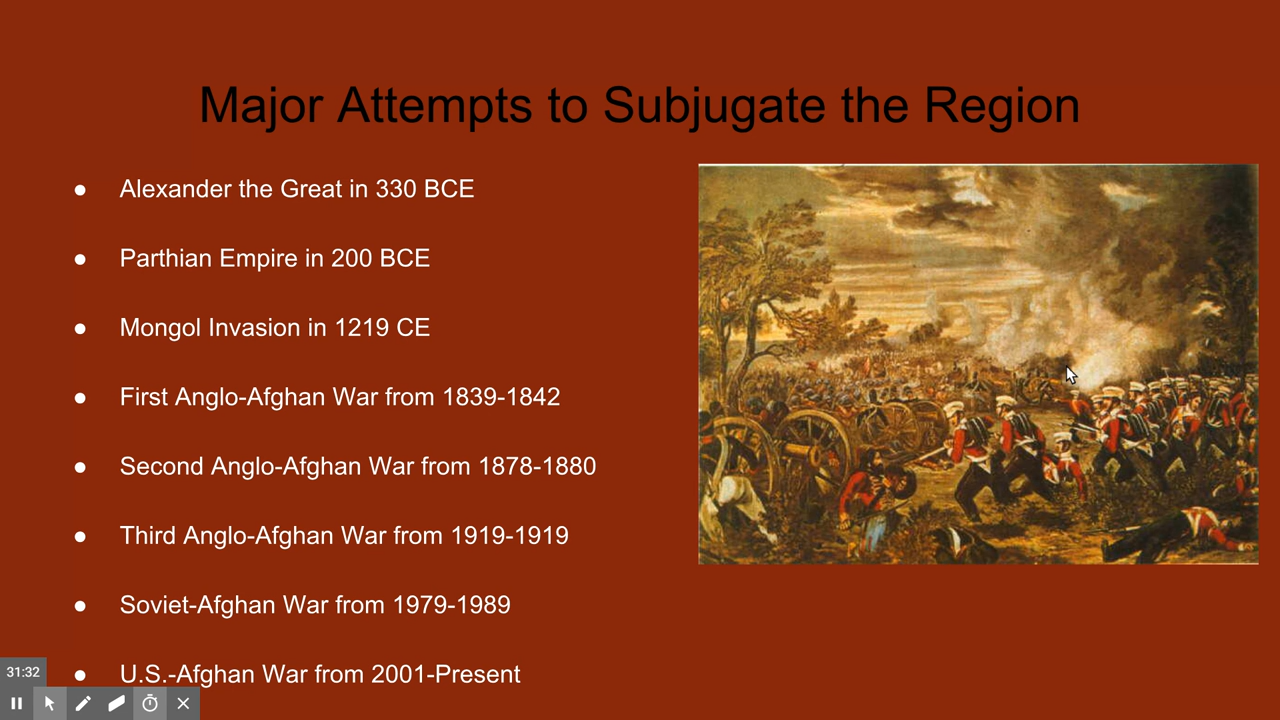 Major Attempts to Subjugate the Region
● Alexander the Great in 330 BCE
● Parthian Empire in 200 BCE
● Mongol Invasion in 1219 CE
● First Anglo-Afghan War from 1839-1842
● Second Anglo-Afghan War from 1878-1880
● Third Anglo-Afghan War from 1919-1919
● Soviet-Afghan War from 1979-1989
● U.S.-Afghan War from 2001-Present
31:32